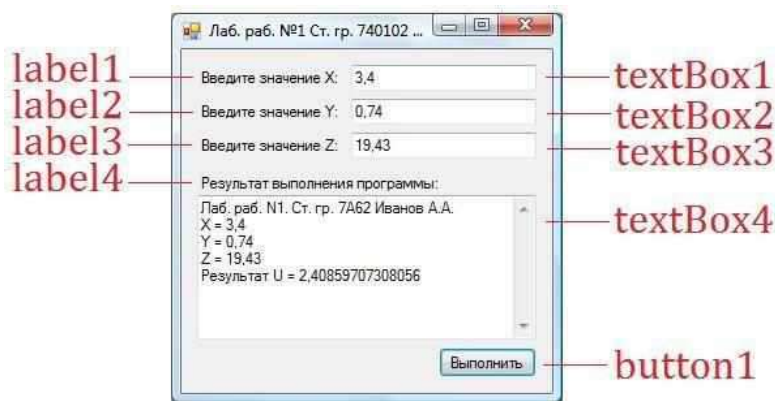 Лаб. раб. №1 Ст. гр. 740102 ...
label1 Введите значение X: 3,4 textBox1
label2 Введите значение Y: 0,74 textBox2
label3 Введите значение Z: 19,43 textBox3
label4 Результат выполнения программы:
Лаб. раб. N1. Ст. гр. 7А62 Иванов А.А.
X = 3,4
Y = 0,74 textBox4
Z = 19,43
Результат U = 2,40859707308056
Выполнить button1